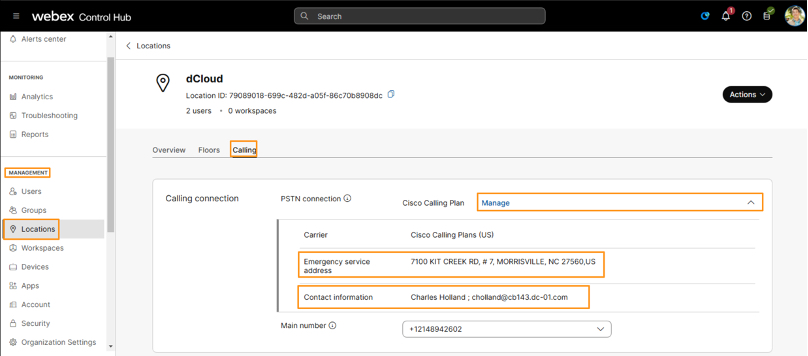 webex Control Hub
Search
1
Alerts center
MONITORING
Analytics
Troubleshooting
Reports
MANAGEMENT
Users
Groups
Locations
Workspaces
Devices
Apps
Account
Security
Organization Settings
Locations
dCloud
Location ID: 79089018-699c-482d-a05f-86c70b8908dc
2 users • 0 workspaces
Actions
Overview Floors Calling
Calling connection
PSTN connection
Cisco Calling Plan
Manage
Carrier
Cisco Calling Plans (US)
Emergency service
address
7100 KIT CREEK RD, # 7, MORRISVILLE, NC 27560,US
Contact information
Charles Holland ; cholland@cb143.dc-01.com
Main number
+12148942602